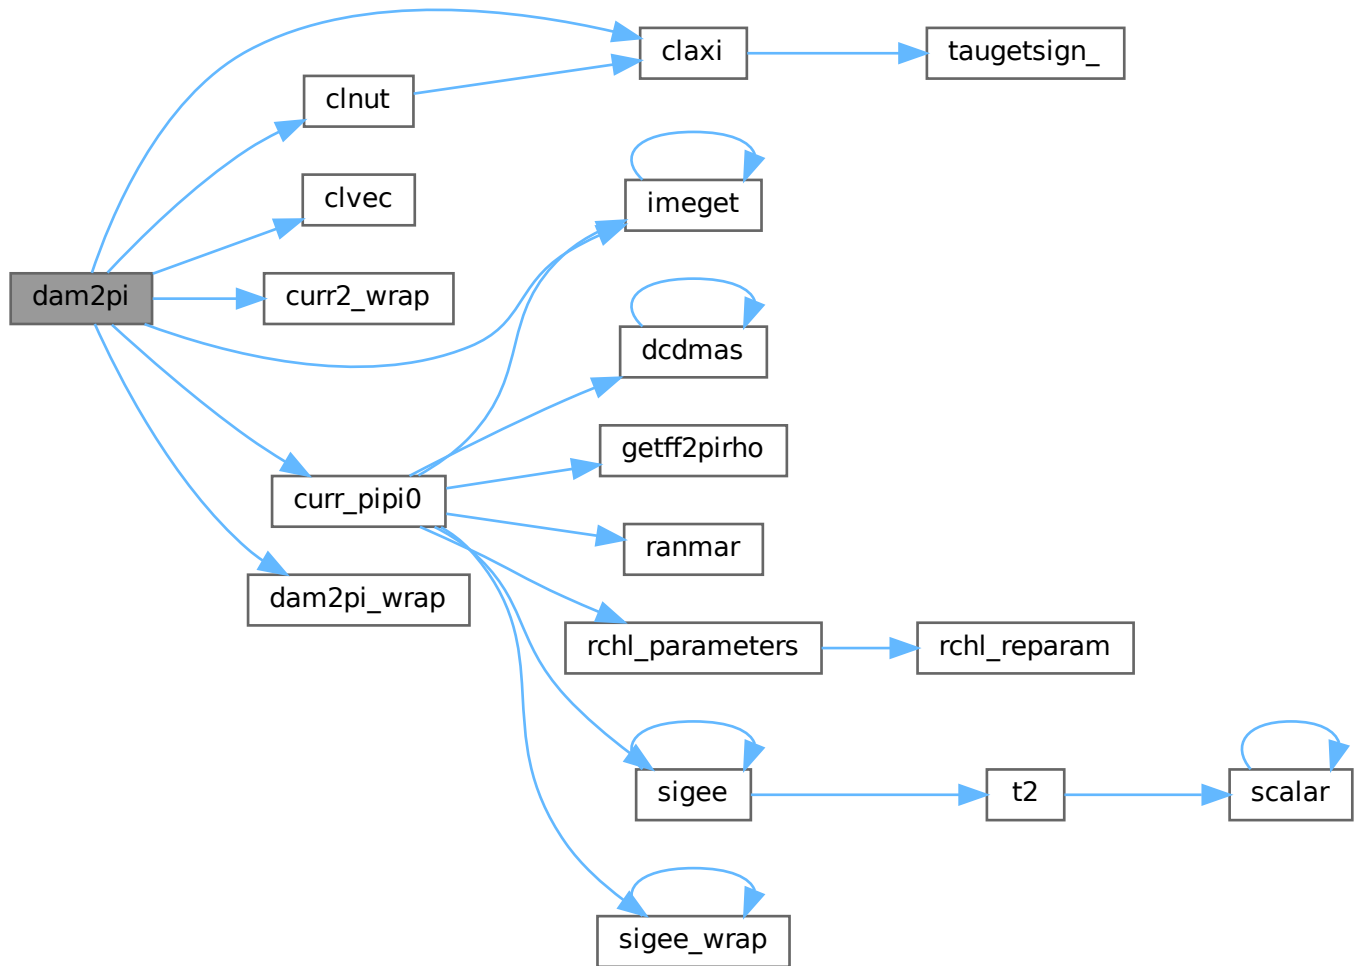 claxi
taugetsign_
clnut
clvec
imeget
dam2pi
curr2_wrap
dcdmas
getff2pirho
curr_pipi0
ranmar
dam2pi_wrap
rchl_parameters
rchl_reparam
sigee
t2
scalar
sigee_wrap